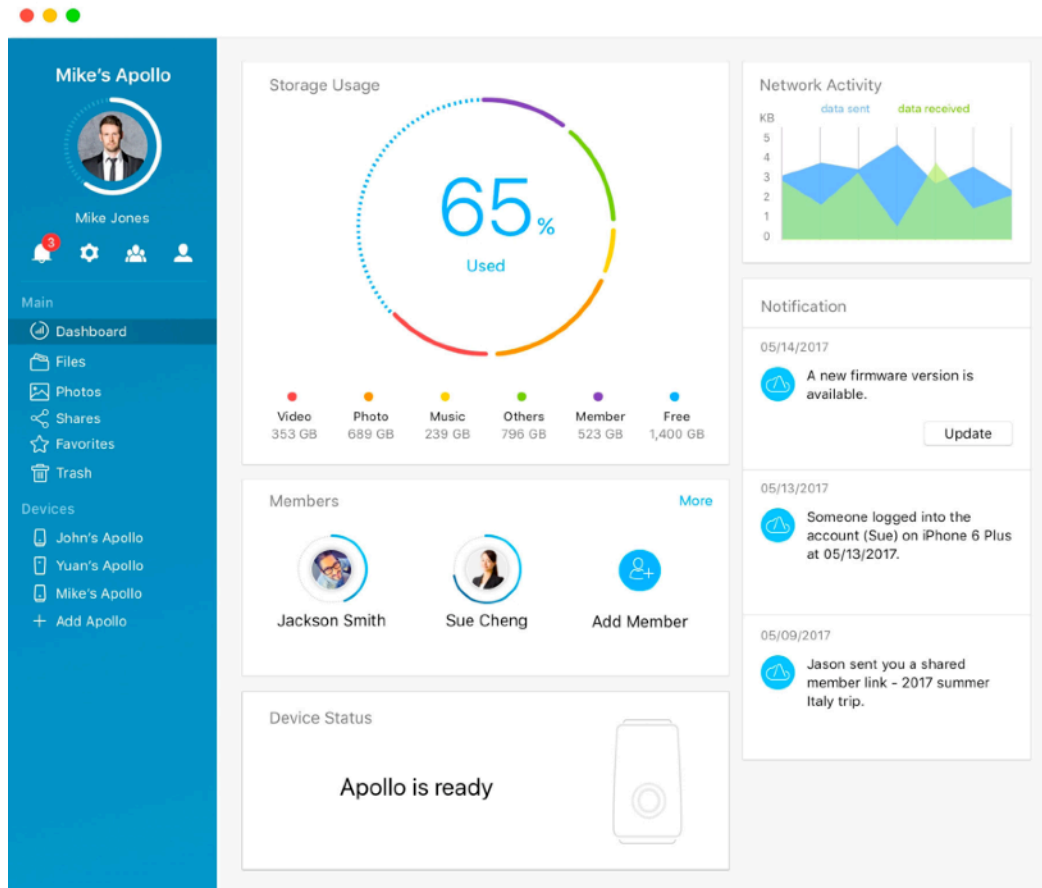 Mike's Apollo
Mike Jones
3
Main
Dashboard
Files
Photos
Shares
Favorites
Trash
Devices
John's Apollo
Yuan's Apollo
Mike's Apollo
Add Apollo
Storage Usage
65%
Used
Video
353 GB
Photo
689 GB
Music
239 GB
Others
796 GB
Member
523 GB
Free
1,400 GB
Members
More
Jackson Smith
Sue Cheng
Add Member
Device Status
Apollo is ready
Network Activity
data sent
data received
KB
5
4
3
2
1
0
Notification
05/14/2017
A new firmware version is
available.
Update
05/13/2017
Someone logged into the
account (Sue) on iPhone 6 Plus
at 05/13/2017.
05/09/2017
Jason sent you a shared
member link - 2017 summer
Italy trip.